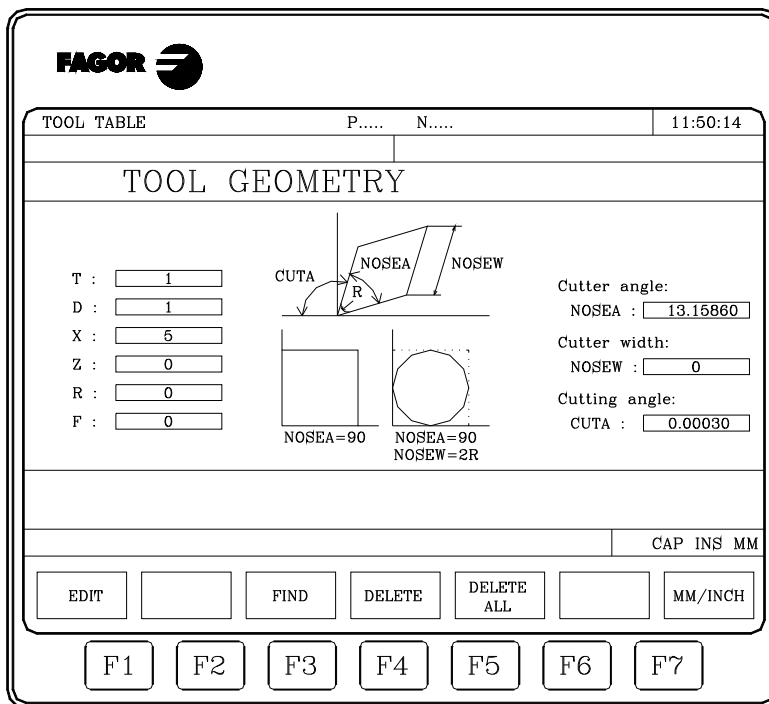 FAGOR
TOOL TABLE P..... N..... 11:50:14
TOOL GEOMETRY
T : 1
D : 1
X : 5
Z : 0
R : 0
F : 0
CUTA
NOSEA
NOSEW
R
NOSEA=90
NOSEA=90
NOSEW=2R
Cutter angle:
NOSEA : 13.15860
Cutter width:
NOSEW : 0
Cutting angle:
CUTA : 0.00030
CAP INS MM
EDIT
FIND
DELETE
DELETE
ALL
MM/INCH
F1 F2 F3 F4 F5 F6 F7